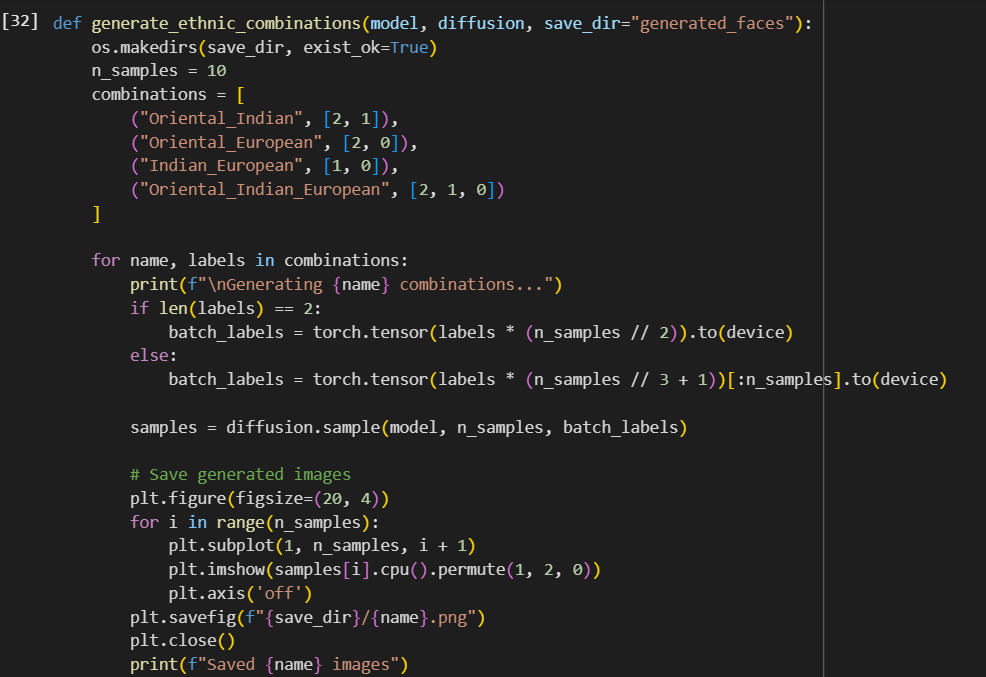 [32] def generate_ethnic_combinations(model, diffusion, save_dir="generated_faces"):
    os.makedirs(save_dir, exist_ok=True)
    n_samples = 10
    combinations = [
        ("Oriental_Indian", [2, 1]),
        ("Oriental_European", [2, 0]),
        ("Indian_European", [1, 0]),
        ("Oriental_Indian_European", [2, 1, 0])
    ]
    for name, labels in combinations:
        print(f"\nGenerating {name} combinations...")
        if len(labels) == 2:
            batch_labels = torch.tensor(labels * (n_samples // 2)).to(device)
        else:
            batch_labels = torch.tensor(labels * (n_samples // 3 + 1))[:n_samples].to(device)
        samples = diffusion.sample(model, n_samples, batch_labels)
        # Save generated images
        plt.figure(figsize=(20, 4))
        for i in range(n_samples):
            plt.subplot(1, n_samples, i + 1)
            plt.imshow(samples[i].cpu().permute(1, 2, 0))
            plt.axis('off')
        plt.savefig(f"{save_dir}/{name}.png")
        plt.close()
        print(f"Saved {name} images")